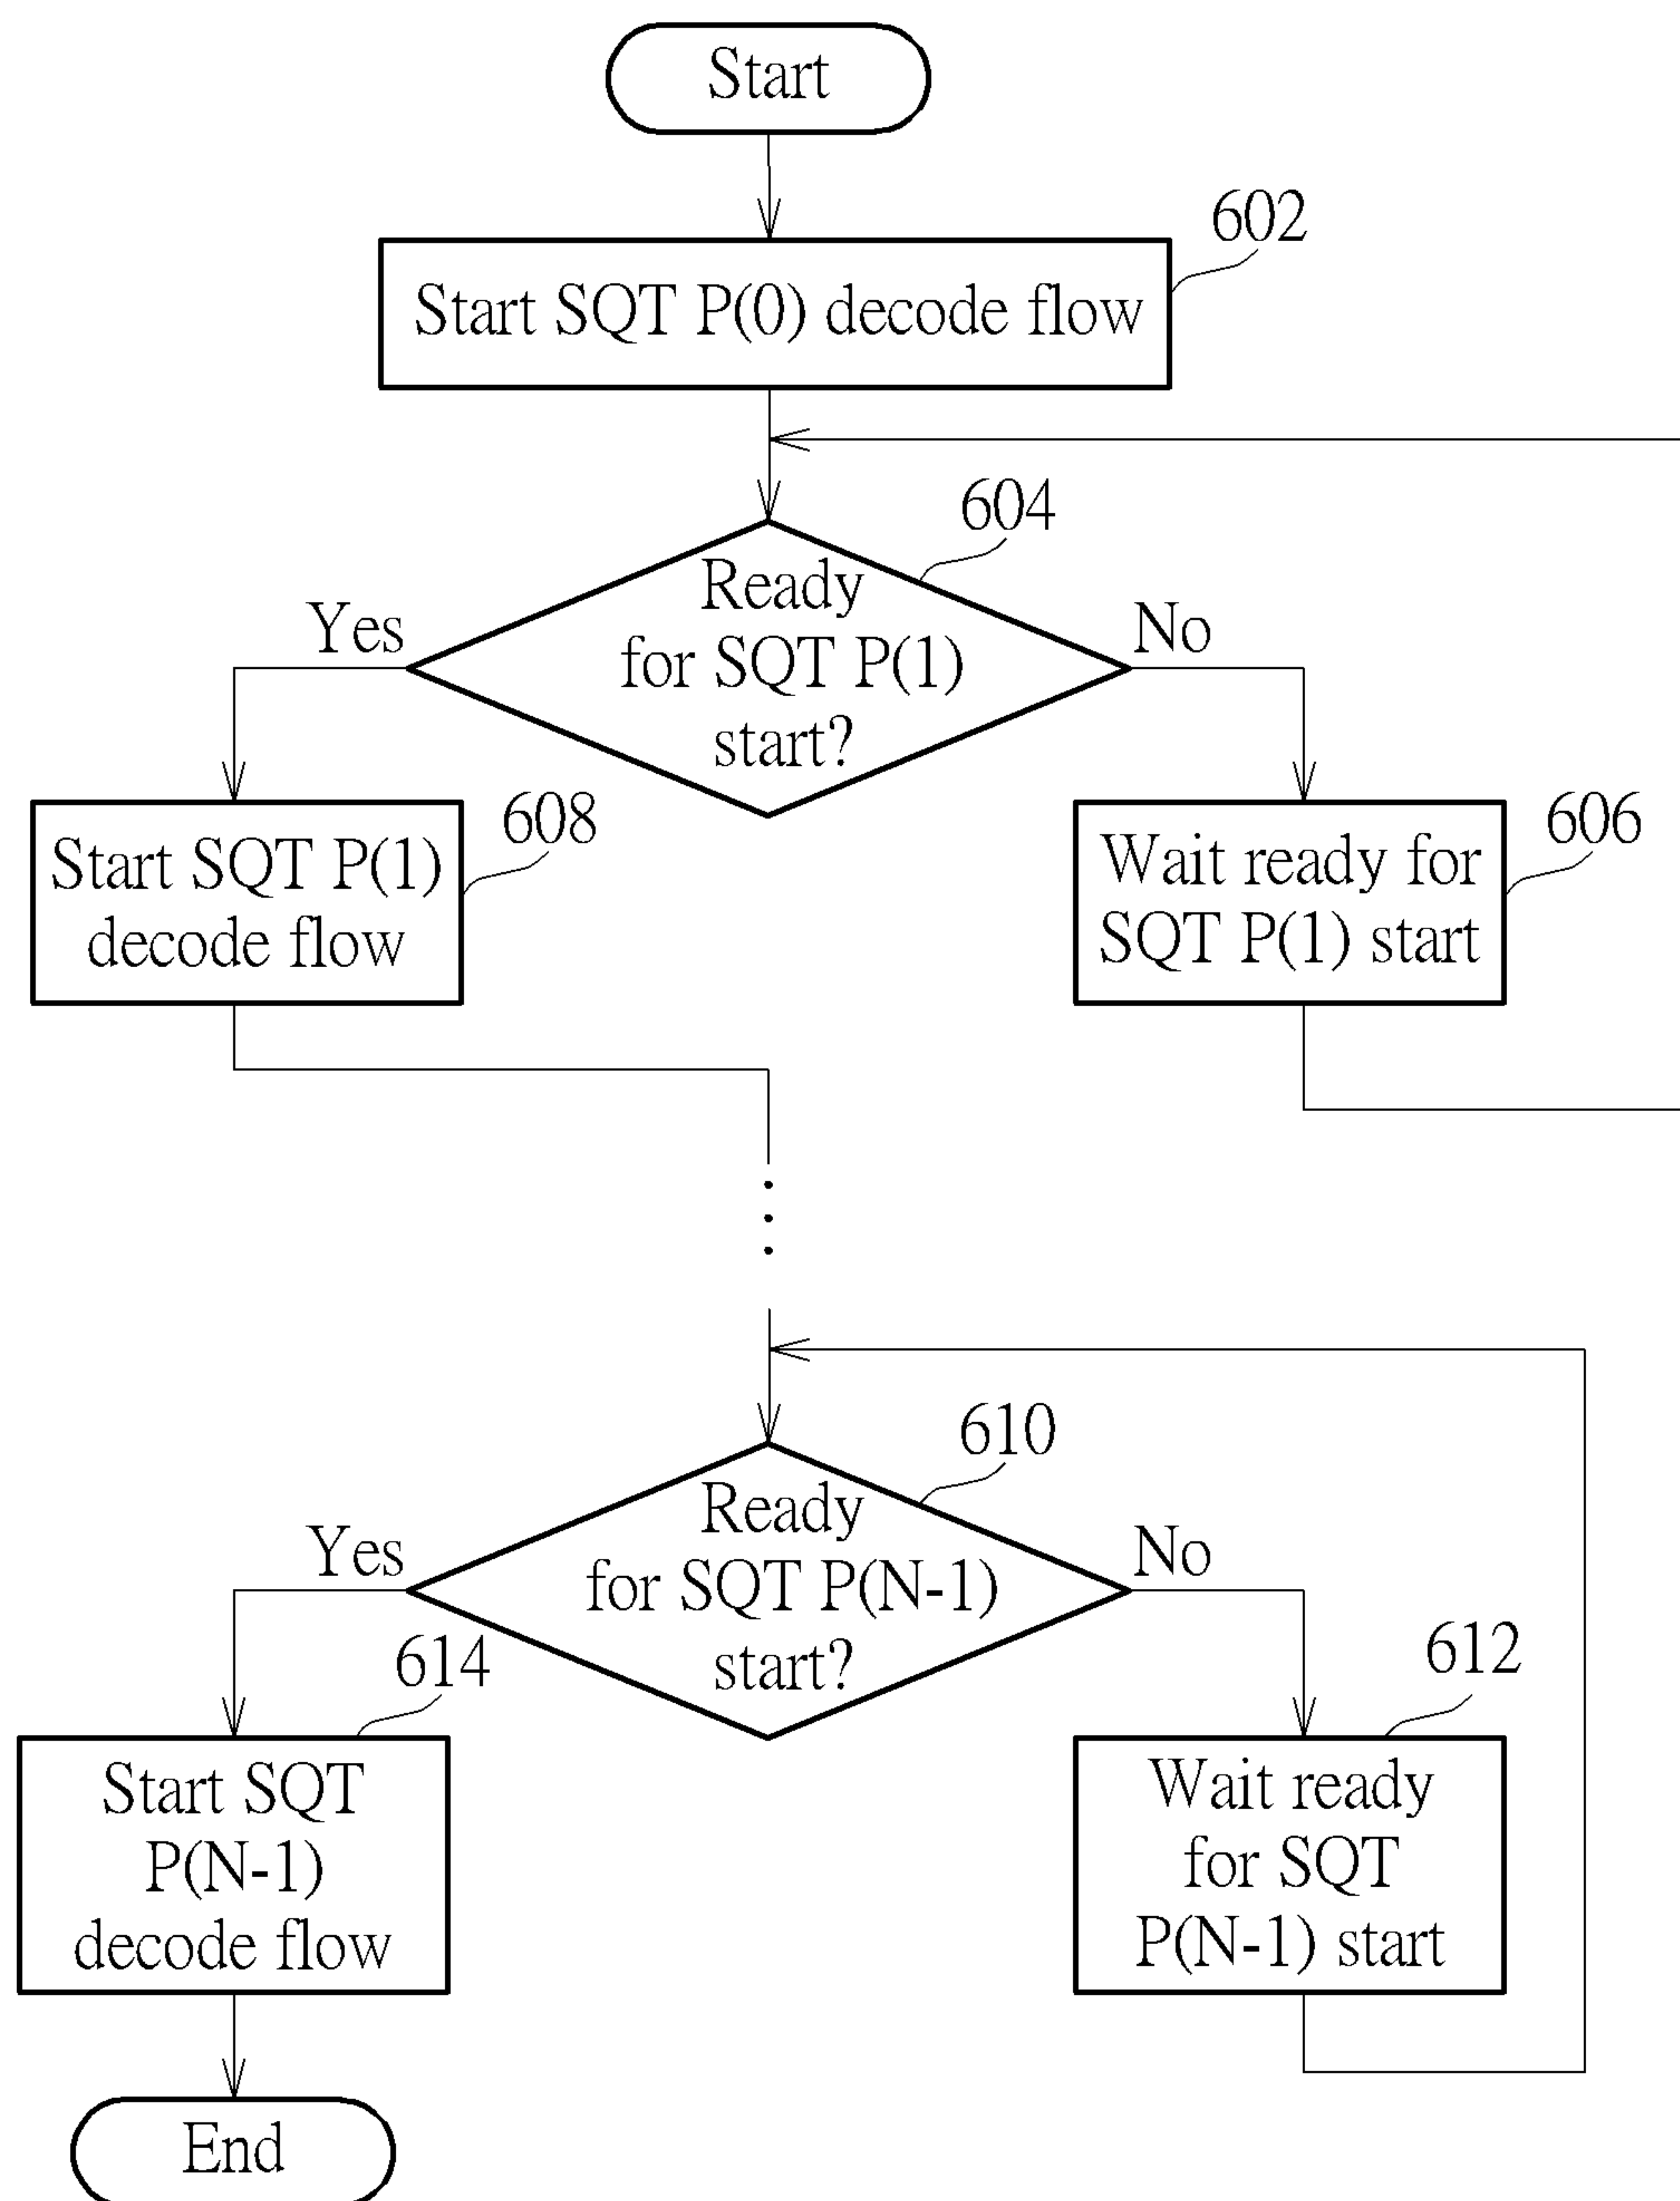 Start
602
Start SQT P(0) decode flow
604
Ready
for SQT P(1)
start?
Yes
No
608
Start SQT P(1)
decode flow
606
Wait ready for
SQT P(1) start
610
Ready
for SQT P(N-1)
start?
Yes
No
614
Start SQT
P(N-1)
decode flow
612
Wait ready
for SQT
P(N-1) start
End